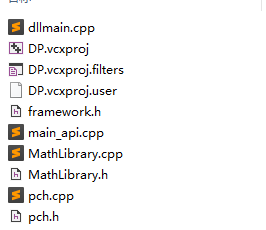 dllmain.cpp
DP.vcxproj
DP.vcxproj.filters
DP.vcxproj.user
framework.h
main_api.cpp
MathLibrary.cpp
MathLibrary.h
pch.cpp
pch.h